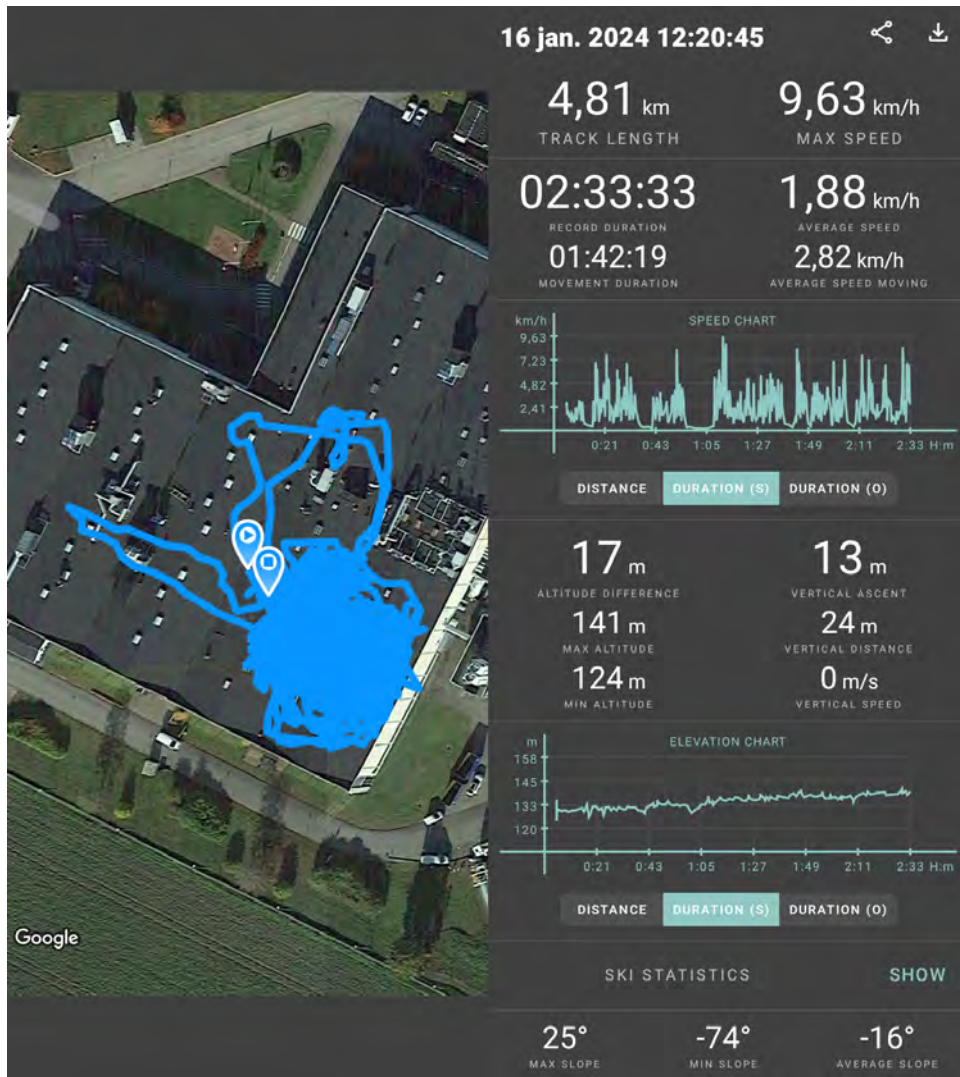 16 jan. 2024 12:20:45
4,81 km
TRACK LENGTH
9,63 km/h
MAX SPEED
02:33:33
RECORD DURATION
1,88 km/h
AVERAGE SPEED
01:42:19
MOVEMENT DURATION
2,82 km/h
AVERAGE SPEED MOVING
km/h
SPEED CHART
9,63
7,23
4,82
2,41
0:21 0:43 1:05 1:27 1:49 2:11 2:33 H:m
DISTANCE DURATION (S) DURATION (O)
17 m
ALTITUDE DIFFERENCE
13 m
VERTICAL ASCENT
141 m
MAX ALTITUDE
24 m
VERTICAL DISTANCE
124 m
MIN ALTITUDE
0 m/s
VERTICAL SPEED
m
ELEVATION CHART
158
145
133
120
0:21 0:43 1:05 1:27 1:49 2:11 2:33 H:m
DISTANCE DURATION (S) DURATION (O)
Google
SKI STATISTICS SHOW
25°
MAX SLOPE
-74°
MIN SLOPE
-16°
AVERAGE SLOPE